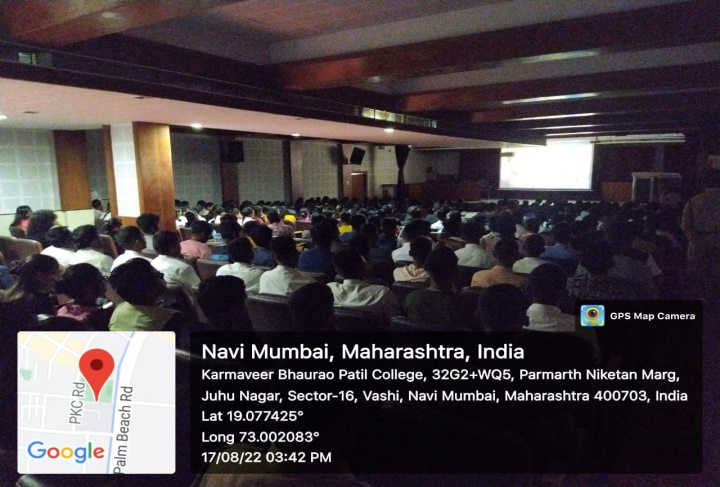 GPS Map Camera
Navi Mumbai, Maharashtra, India
Karmaveer Bhaurao Patil College, 32G2+WQ5, Parmarth Niketan Marg,
Juhu Nagar, Sector-16, Vashi, Navi Mumbai, Maharashtra 400703, India
Lat 19.077425°
Long 73.002083°
17/08/22 03:42 PM
PKC Rd
Palm Beach Rd
Google